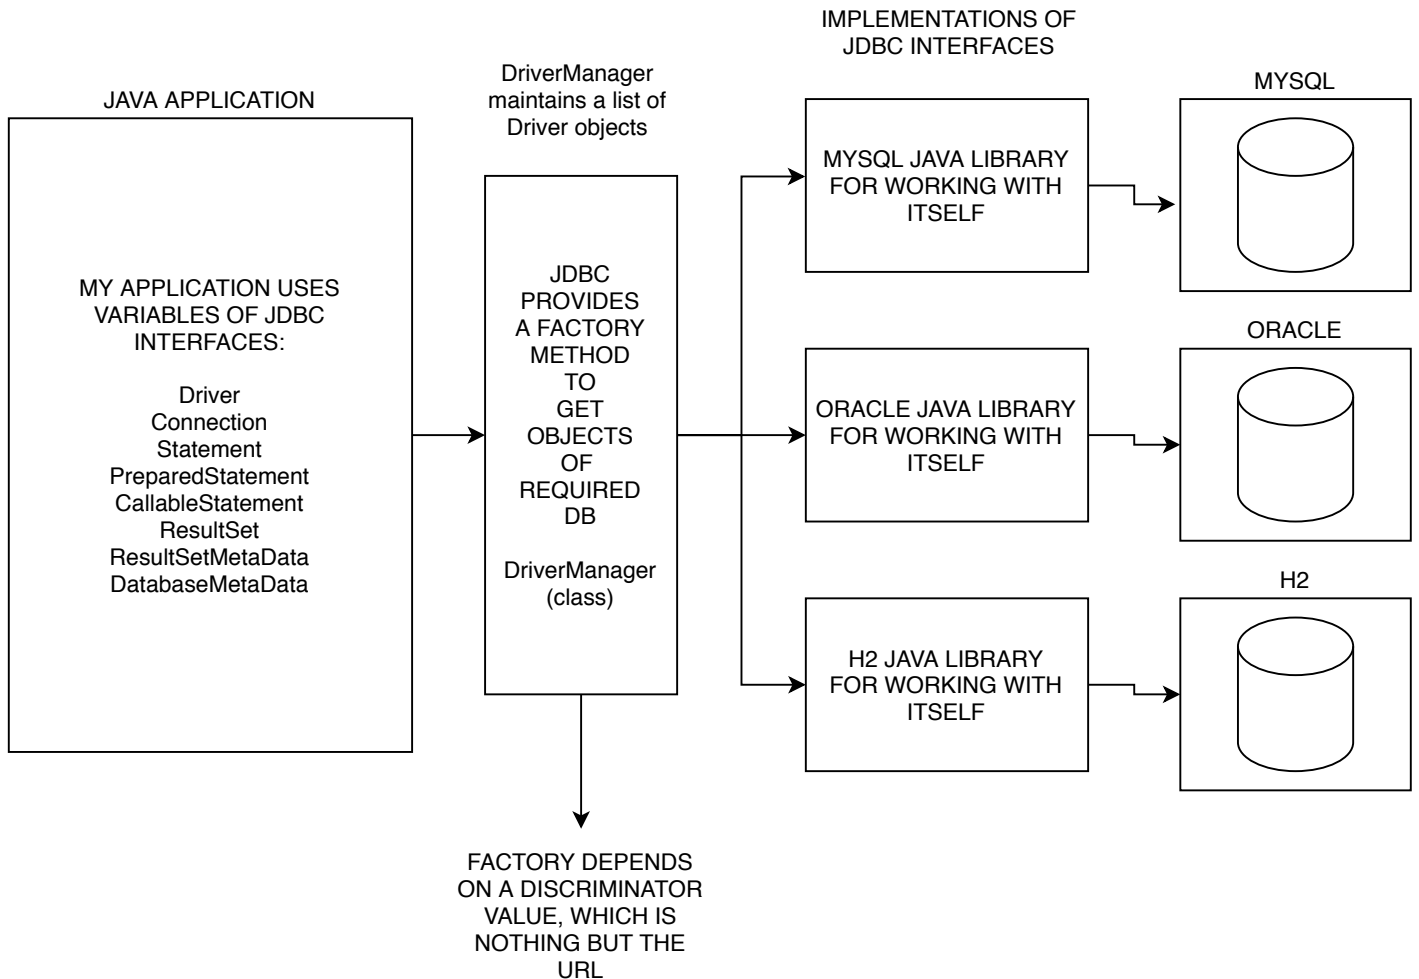 JAVA APPLICATION
MY APPLICATION USES
VARIABLES OF JDBC
INTERFACES:
Driver
Connection
Statement
PreparedStatement
CallableStatement
ResultSet
ResultSetMetaData
DatabaseMetaData
DriverManager
maintains a list of
Driver objects
JDBC
PROVIDES
A FACTORY
METHOD
TO
GET
OBJECTS
OF
REQUIRED
DB
DriverManager
(class)
FACTORY DEPENDS
ON A DISCRIMINATOR
VALUE, WHICH IS
NOTHING BUT THE
URL
IMPLEMENTATIONS OF
JDBC INTERFACES
MYSQL JAVA LIBRARY
FOR WORKING WITH
ITSELF
ORACLE JAVA LIBRARY
FOR WORKING WITH
ITSELF
H2 JAVA LIBRARY
FOR WORKING WITH
ITSELF
MYSQL
ORACLE
H2